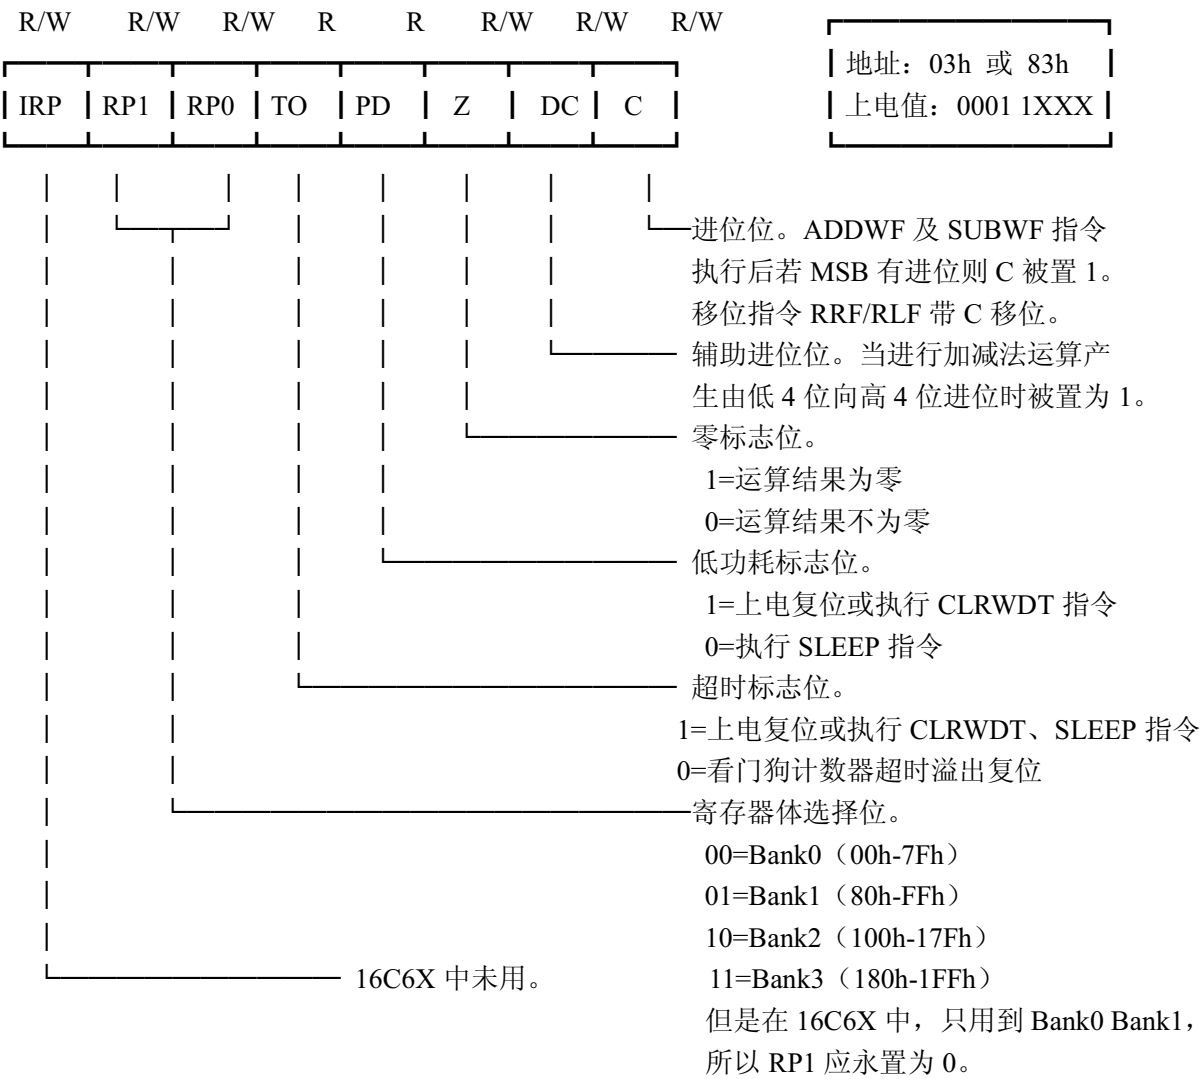 R/W R/W R/W R R R/W R/W R/W
地址：03h 或 83h
IRP RP1 RP0 TO PD Z DC C
上电值：0001 1XXX
进位位。ADDWF 及 SUBWF 指令
执行后若 MSB 有进位则 C 被置 1。
移位指令 RRF/RLF 带 C 移位。
辅助进位位。当进行加减法运算产
生由低 4 位向高 4 位进位时被置为 1。
零标志位。
1=运算结果为零
0=运算结果不为零
低功耗标志位。
1=上电复位或执行 CLRWDT 指令
0=执行 SLEEP 指令
超时标志位。
1=上电复位或执行 CLRWDT、SLEEP 指令
0=看门狗计数器超时溢出复位
寄存器体选择位。
00=Bank0（00h-7Fh）
01=Bank1（80h-FFh）
10=Bank2（100h-17Fh）
16C6X 中未用。
11=Bank3（180h-1FFh）
但是在 16C6X 中，只用到 Bank0 Bank1，
所以 RP1 应永置为 0。